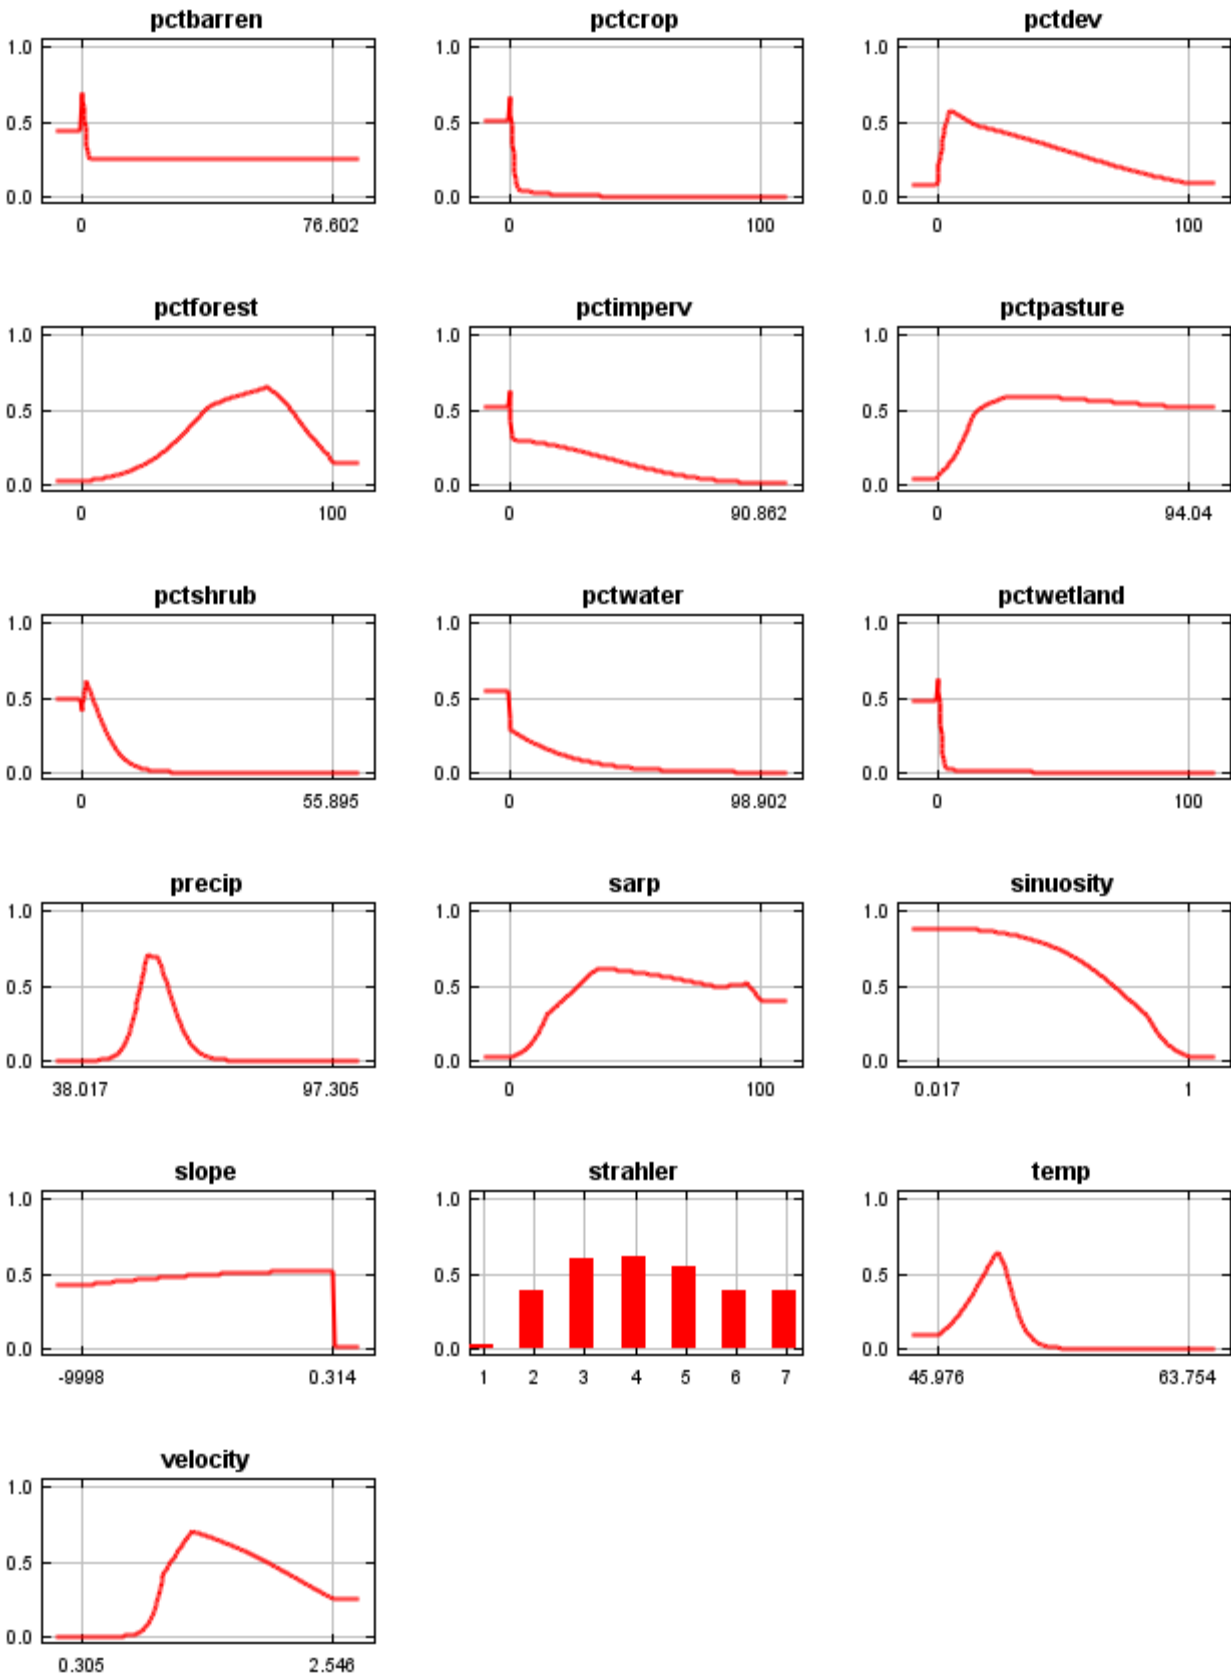 pctbarren pctcrop pctdev
1.0 1.0 1.0
0.5 0.5 0.5
0.0 0.0 0.0
0 76.602 0 100 0 100
pctforest pctimperv pctpasture
1.0 1.0 1.0
0.5 0.5 0.5
0.0 0.0 0.0
0 100 0 90.862 0 94.04
pctshrub pctwater pctwetland
1.0 1.0 1.0
0.5 0.5 0.5
0.0 0.0 0.0
0 55.895 0 98.902 0 100
precip sarp sinuosity
1.0 1.0 1.0
0.5 0.5 0.5
0.0 0.0 0.0
38.017 97.305 0 100 0.017 1
slope strahler temp
1.0 1.0 1.0
0.5 0.5 0.5
0.0 0.0 0.0
-9998 0.314 1 2 3 4 5 6 7 45.976 63.754
velocity
1.0
0.5
0.0
0.305 2.546